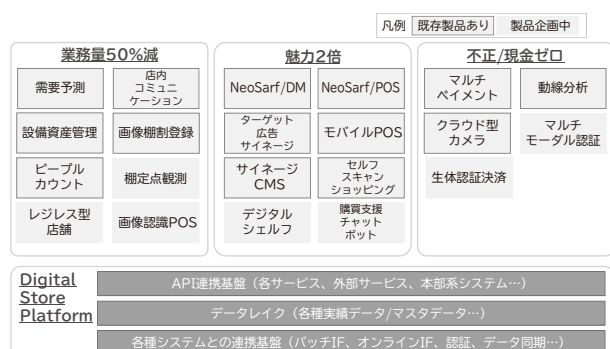 凡例 既存製品あり 製品企画中
業務量50%減
需要予測
店内
コミュニ
ケーション
設備資産管理
画像棚割登録
ピープル
カウント
棚定点観測
レジレス型
店舗
画像認識POS
魅力2倍
NeoSarf/DM
NeoSarf/POS
ターゲット
広告
サイネージ
モバイルPOS
サイネージ
CMS
セルフ
スキャン
ショッピング
デジタル
シェルフ
購買支援
チャット
ボット
不正/現金ゼロ
マルチ
ペイメント
動線分析
クラウド型
カメラ
マルチ
モーダル認証
生体認証決済
Digital
Store
Platform
API連携基盤（各サービス、外部サービス、本部系システム…）
データレイク（各種実績データ/マスタデータ…）
各種システムとの連携基盤（バッチIF、オンラインIF、認証、データ同期…）